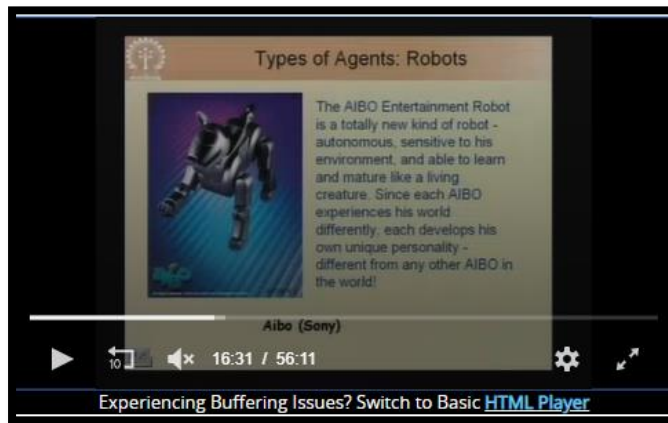 Types of Agents: Robots
The AIBO Entertainment Robot
is a totally new kind of robot -
autonomous, sensitive to his
environment, and able to learn
and mature like a living
creature. Since each AIBO
experiences his world
differently, each develops his
own unique personality -
different from any other AIBO in
the world!
Aibo (Sony)
10
16:31 / 56:11
Experiencing Buffering Issues? Switch to Basic HTML Player